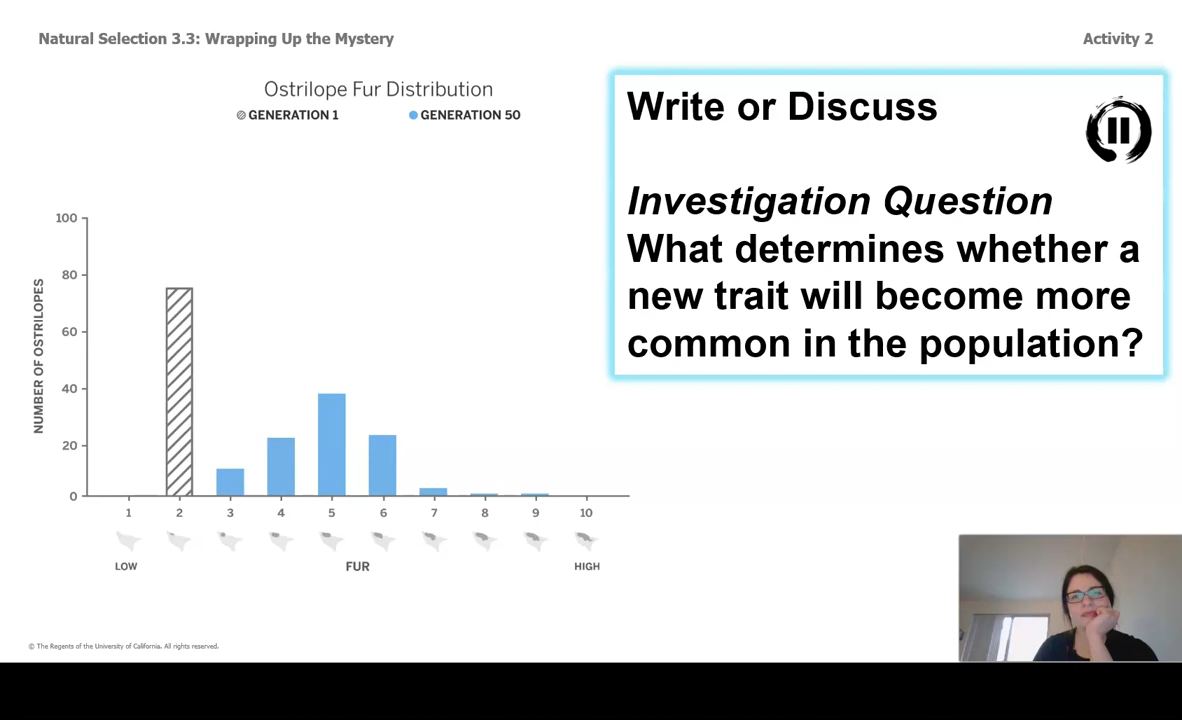 Natural Selection 3.3: Wrapping Up the Mystery
Activity 2
Ostrilope Fur Distribution
GENERATION 1
GENERATION 50
Write or Discuss
Investigation Question
What determines whether a
new trait will become more
common in the population?
NUMBER OF OSTRILOPES
100
80
60
40
20
0
1 2 3 4 5 6 7 8 9 10
LOW
FUR
HIGH
© The Regents of the University of California. All rights reserved.